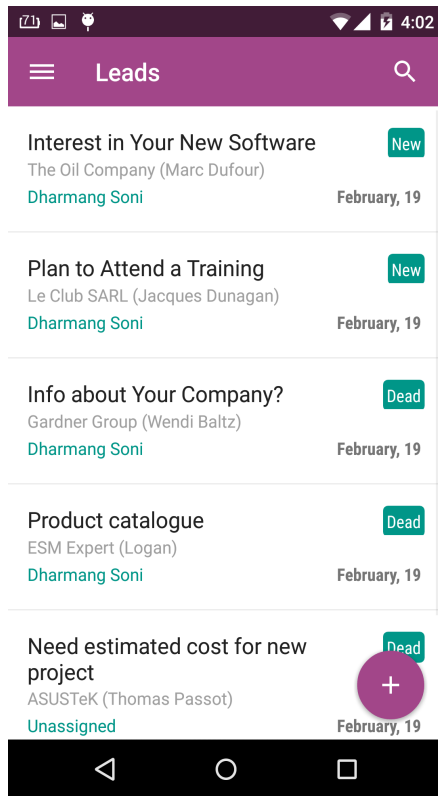 71 4:02
Leads
Interest in Your New Software New
The Oil Company (Marc Dufour)
Dharmang Soni February, 19
Plan to Attend a Training New
Le Club SARL (Jacques Dunagan)
Dharmang Soni February, 19
Info about Your Company? Dead
Gardner Group (Wendi Baltz)
Dharmang Soni February, 19
Product catalogue Dead
ESM Expert (Logan)
Dharmang Soni February, 19
Need estimated cost for new Dead
project
ASUSTeK (Thomas Passot)
Unassigned February, 19